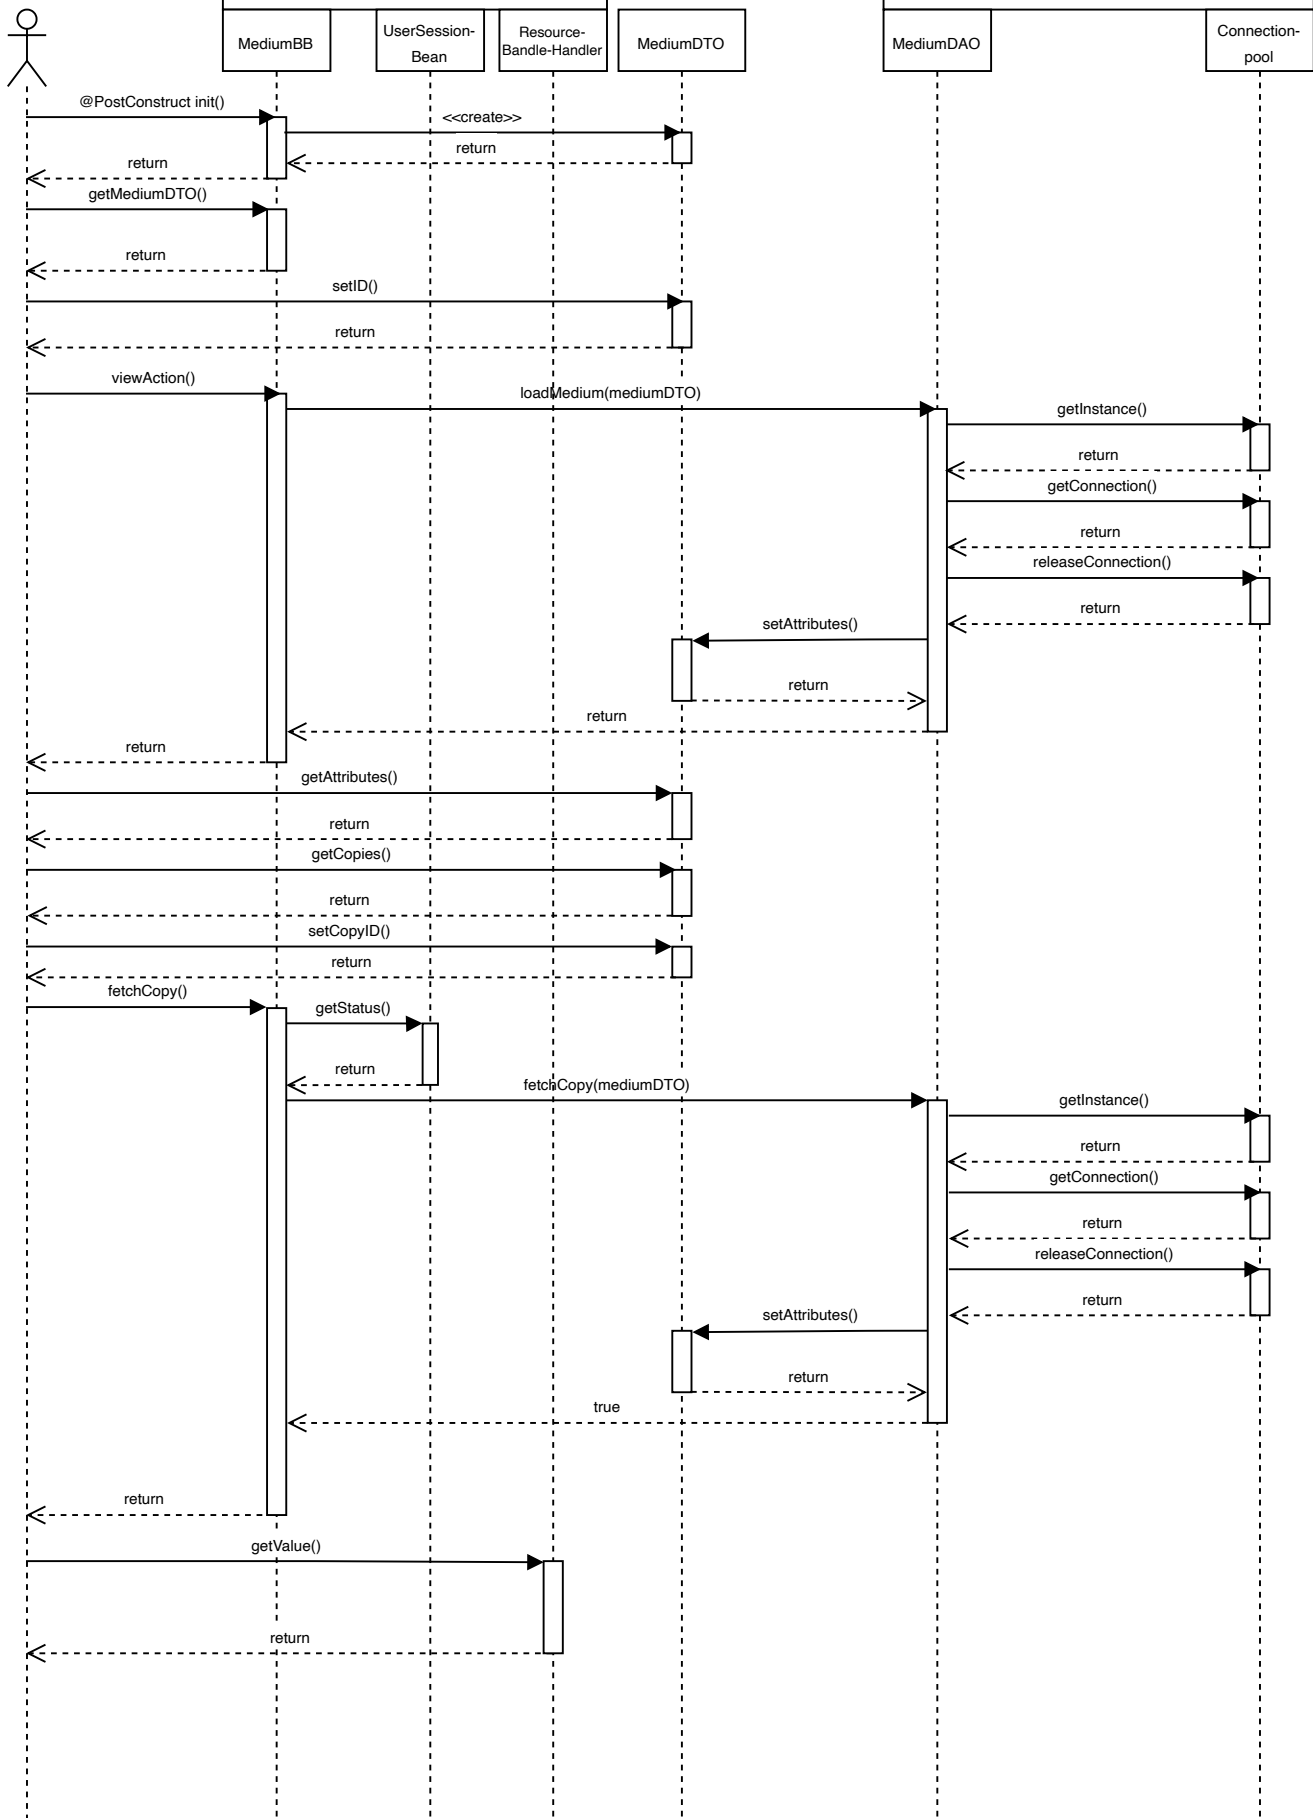 MediumBB
UserSession-
Bean
Resource-
Bandle-Handler
MediumDTO
MediumDAO
Connection-
pool
@PostConstruct init()
<<create>>
return
return
getMediumDTO()
return
setID()
return
viewAction()
loadMedium(mediumDTO)
getInstance()
return
getConnection()
return
releaseConnection()
return
setAttributes()
return
return
return
getAttributes()
return
getCopies()
return
setCopyID()
return
fetchCopy()
getStatus()
return
fetchCopy(mediumDTO)
getInstance()
return
getConnection()
return
releaseConnection()
return
setAttributes()
return
true
return
getValue()
return